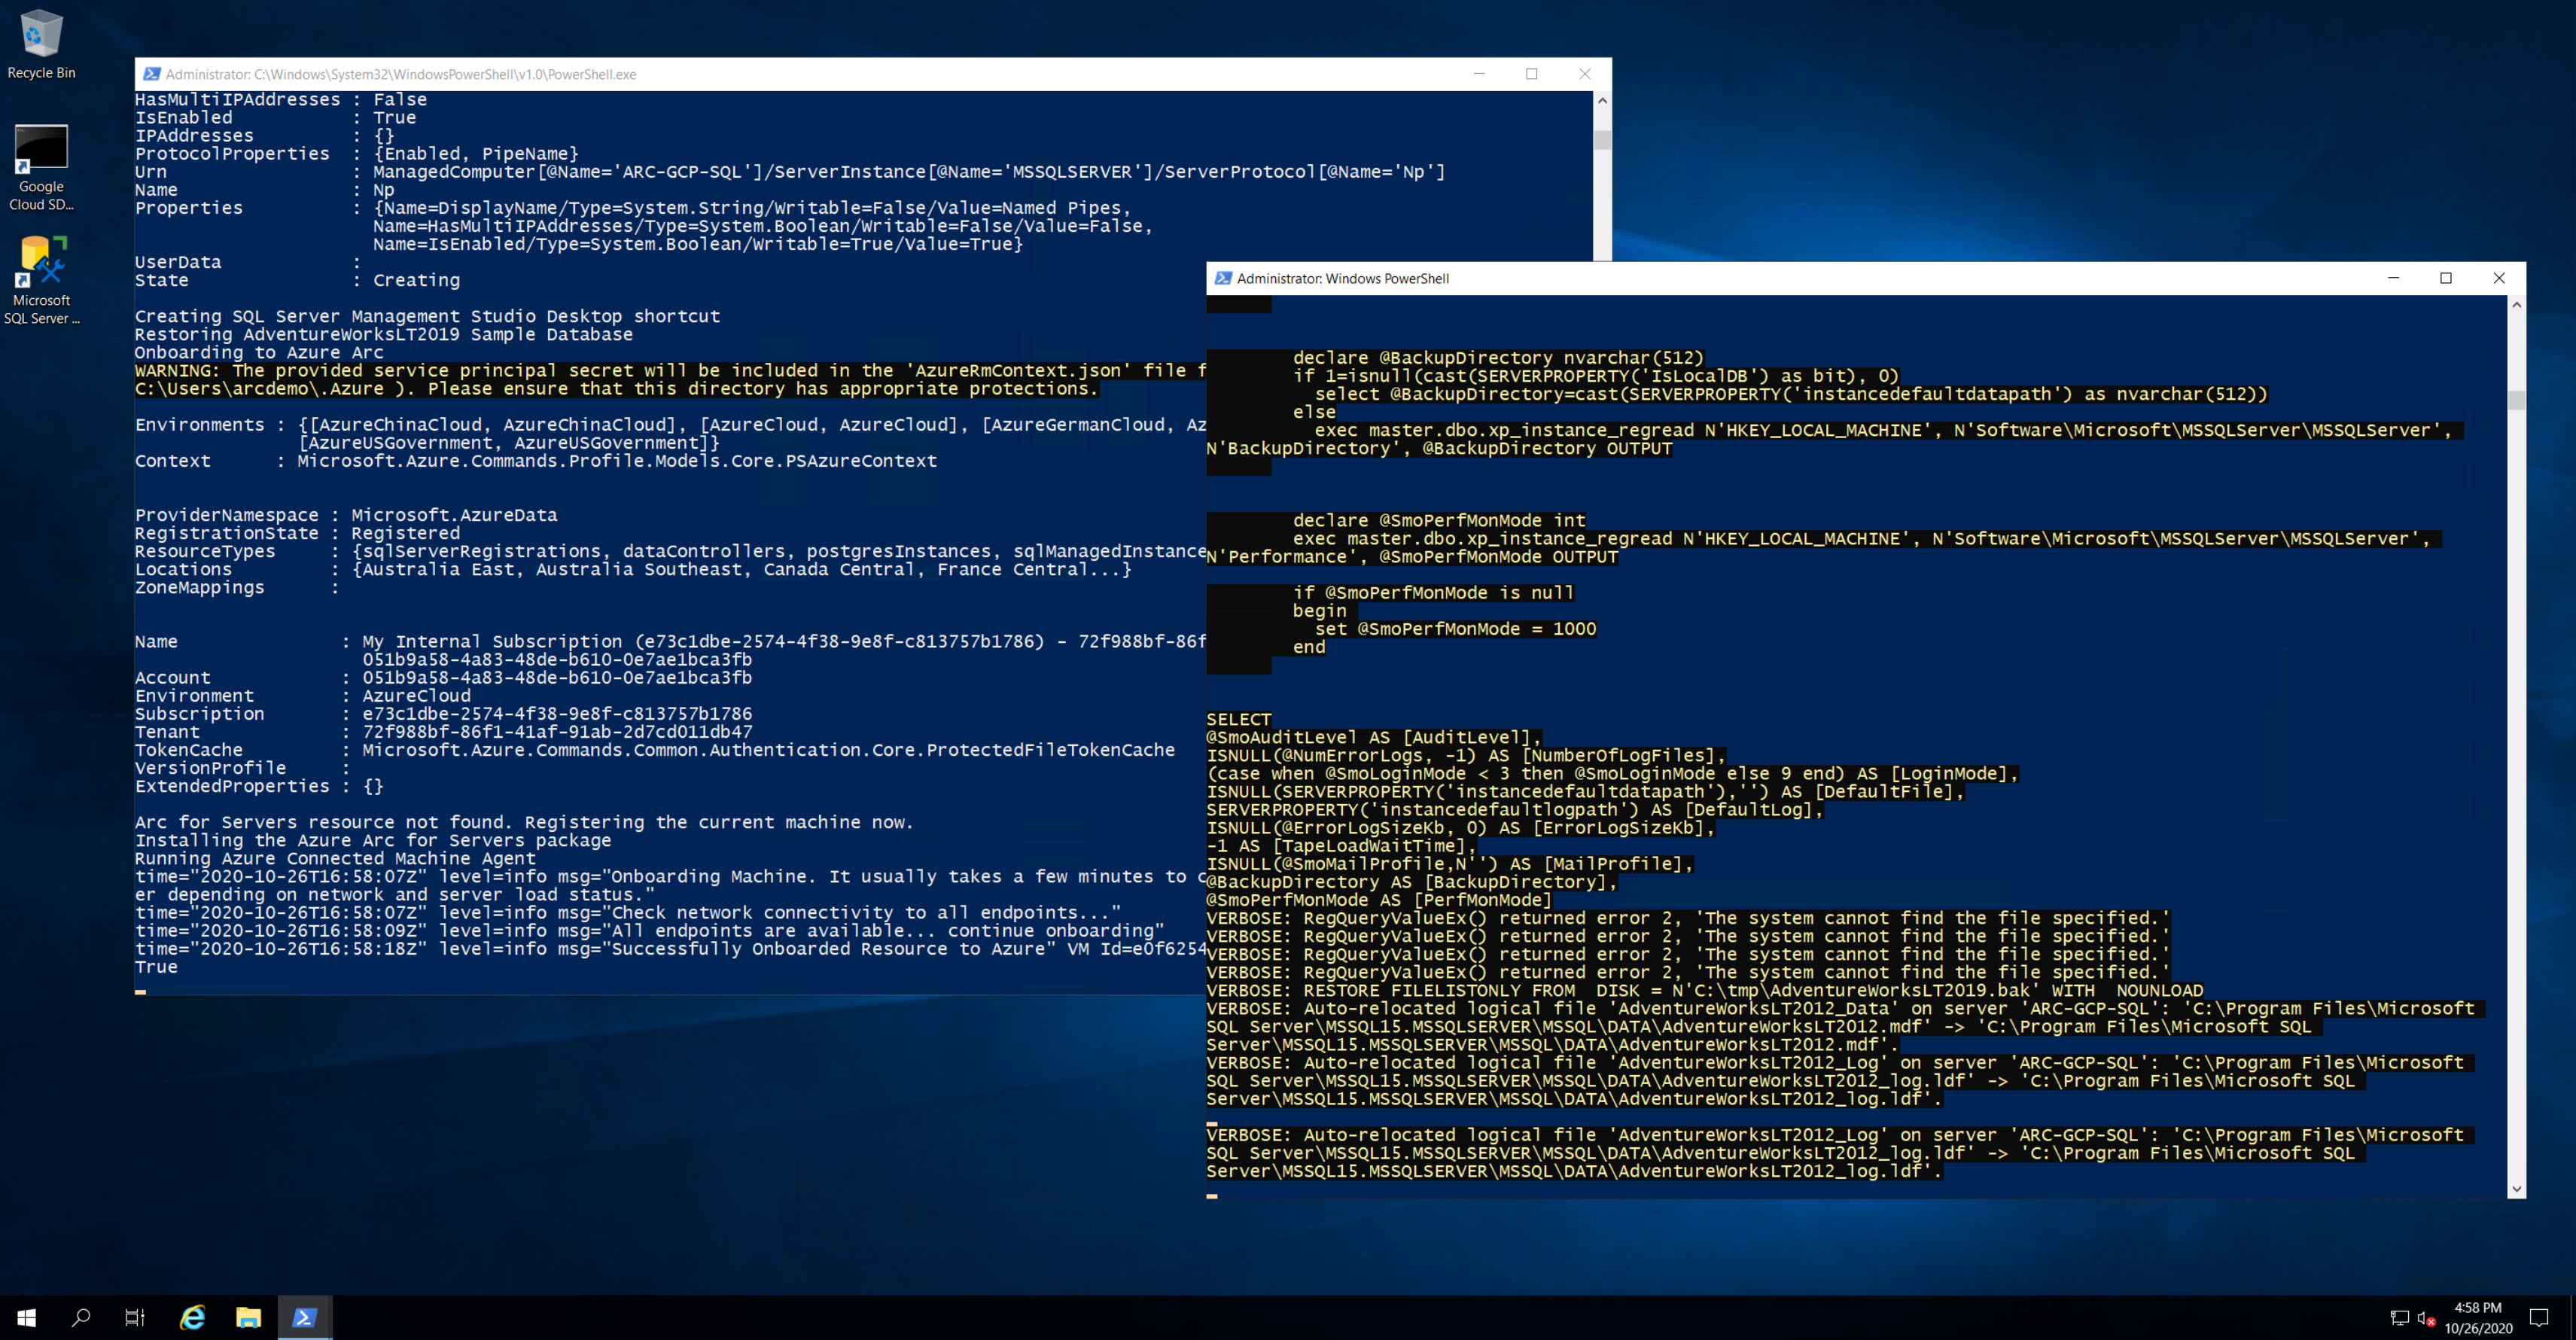 Recycle Bin
Google
Cloud SD...
Microsoft
SQL Server ...
Administrator: C:\Windows\System32\WindowsPowerShell\v1.0\PowerShell.exe
HasMultiIPAddresses : False
IsEnabled           : True
IPAddresses         : {}
ProtocolProperties  : {Enabled, PipeName}
Urn                 : ManagedComputer[@Name='ARC-GCP-SQL']/ServerInstance[@Name='MSSQLSERVER']/ServerProtocol[@Name='Np']
Name                : Np
Properties          : {Name=DisplayName/Type=System.String/Writable=False/Value=Named Pipes,
                      Name=HasMultiIPAddresses/Type=System.Boolean/Writable=False/Value=False,
                      Name=IsEnabled/Type=System.Boolean/Writable=True/Value=True}
UserData            :
State               : Creating
Creating SQL Server Management Studio Desktop shortcut
Restoring AdventureWorksLT2019 Sample Database
Onboarding to Azure Arc
WARNING: The provided service principal secret will be included in the 'AzureRmContext.json' file f
C:\Users\arcdemo\.Azure ). Please ensure that this directory has appropriate protections.
Environments : {[AzureChinaCloud, AzureChinaCloud], [AzureCloud, AzureCloud], [AzureGermanCloud, Az
               [AzureUSGovernment, AzureUSGovernment]}
Context      : Microsoft.Azure.Commands.Profile.Models.Core.PSAzureContext
ProviderNamespace : Microsoft.AzureData
RegistrationState : Registered
ResourceTypes     : {sqlServerRegistrations, dataControllers, postgresInstances, sqlManagedInstance
Locations         : {Australia East, Australia Southeast, Canada Central, France Central...}
ZoneMappings      :
Name               : My Internal Subscription (e73c1dbe-2574-4f38-9e8f-c813757b1786) - 72f988bf-86f
                     051b9a58-4a83-48de-b610-0e7ae1bca3fb
Account            : 051b9a58-4a83-48de-b610-0e7ae1bca3fb
Environment        : AzureCloud
Subscription       : e73c1dbe-2574-4f38-9e8f-c813757b1786
Tenant             : 72f988bf-86f1-41af-91ab-2d7cd011db47
TokenCache         : Microsoft.Azure.Commands.Common.Authentication.Core.ProtectedFileTokenCache
VersionProfile     :
ExtendedProperties : {}
Arc for Servers resource not found. Registering the current machine now.
Installing the Azure Arc for Servers package
Running Azure Connected Machine Agent
time="2020-10-26T16:58:07Z" level=info msg="Onboarding Machine. It usually takes a few minutes to c
er depending on network and server load status."
time="2020-10-26T16:58:07Z" level=info msg="Check network connectivity to all endpoints..."
time="2020-10-26T16:58:09Z" level=info msg="All endpoints are available... continue onboarding"
time="2020-10-26T16:58:18Z" level=info msg="Successfully Onboarded Resource to Azure" VM Id=e0f6254
True
Administrator: Windows PowerShell
        declare @BackupDirectory nvarchar(512)
        if 1=isnull(cast(SERVERPROPERTY('IsLocalDB') as bit), 0)
          select @BackupDirectory=cast(SERVERPROPERTY('instancedefaultdatapath') as nvarchar(512))
        else
          exec master.dbo.xp_instance_regread N'HKEY_LOCAL_MACHINE', N'Software\Microsoft\MSSQLServer\MSSQLServer',
N'BackupDirectory', @BackupDirectory OUTPUT
        declare @SmoPerfMonMode int
        exec master.dbo.xp_instance_regread N'HKEY_LOCAL_MACHINE', N'Software\Microsoft\MSSQLServer\MSSQLServer',
N'Performance', @SmoPerfMonMode OUTPUT
        if @SmoPerfMonMode is null
        begin
          set @SmoPerfMonMode = 1000
        end
SELECT
@SmoAuditLevel AS [AuditLevel],
ISNULL(@NumErrorLogs, -1) AS [NumberOfLogFiles],
(case when @SmoLoginMode < 3 then @SmoLoginMode else 9 end) AS [LoginMode],
ISNULL(SERVERPROPERTY('instancedefaultdatapath'),'') AS [DefaultFile],
SERVERPROPERTY('instancedefaultlogpath') AS [DefaultLog],
ISNULL(@ErrorLogSizeKb, 0) AS [ErrorLogSizeKb],
-1 AS [TapeLoadWaitTime],
ISNULL(@SmoMailProfile,N'') AS [MailProfile],
@BackupDirectory AS [BackupDirectory],
@SmoPerfMonMode AS [PerfMonMode]
VERBOSE: RegQueryValueEx() returned error 2, 'The system cannot find the file specified.'
VERBOSE: RegQueryValueEx() returned error 2, 'The system cannot find the file specified.'
VERBOSE: RegQueryValueEx() returned error 2, 'The system cannot find the file specified.'
VERBOSE: RegQueryValueEx() returned error 2, 'The system cannot find the file specified.'
VERBOSE: RESTORE FILELISTONLY FROM  DISK = N'C:\tmp\AdventureWorksLT2019.bak' WITH  NOUNLOAD
VERBOSE: Auto-relocated logical file 'AdventureWorksLT2012_Data' on server 'ARC-GCP-SQL': 'C:\Program Files\Microsoft
SQL Server\MSSQL15.MSSQLSERVER\MSSQL\DATA\AdventureWorksLT2012.mdf' -> 'C:\Program Files\Microsoft SQL
Server\MSSQL15.MSSQLSERVER\MSSQL\DATA\AdventureWorksLT2012.mdf'.
VERBOSE: Auto-relocated logical file 'AdventureWorksLT2012_Log' on server 'ARC-GCP-SQL': 'C:\Program Files\Microsoft
SQL Server\MSSQL15.MSSQLSERVER\MSSQL\DATA\AdventureWorksLT2012_log.ldf' -> 'C:\Program Files\Microsoft SQL
Server\MSSQL15.MSSQLSERVER\MSSQL\DATA\AdventureWorksLT2012_log.ldf'.
VERBOSE: Auto-relocated logical file 'AdventureWorksLT2012_Log' on server 'ARC-GCP-SQL': 'C:\Program Files\Microsoft
SQL Server\MSSQL15.MSSQLSERVER\MSSQL\DATA\AdventureWorksLT2012_log.ldf' -> 'C:\Program Files\Microsoft SQL
Server\MSSQL15.MSSQLSERVER\MSSQL\DATA\AdventureWorksLT2012_log.ldf'.
4:58 PM
10/26/2020